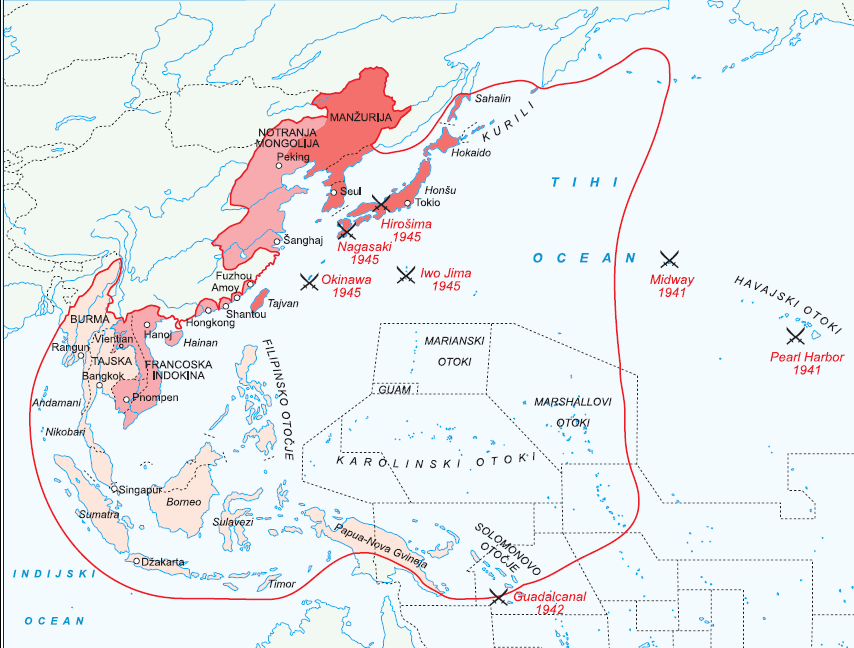 Sahalin
KURILI
MANŽURIJA
NOTRANJA
MONGOLIJA
Peking
Hokaido
Seul
Honšu
Tokio
TIHI
OCEAN
Hirošima
1945
Nagasaki
1945
Šanghaj
Okinawa
1945
Iwo Jima
1945
Midway
1941
HAVAJSKI OTOKI
Pearl Harbor
1941
Fuzhou
Amoy
Tajvan
Shantou
Hongkong
BURMA
Hanoj
Hainan
Vientian
Rangun
TAJSKA
FRANCOSKA
INDOKINA
Bangkok
Pnompen
Andamani
Nikobari
FILIPINSKO OTOČJE
MARIANSKI
OTOKI
GUAM
MARSHALLOVI
OTOKI
KAROLINSKI OTOKI
Singapur
Borneo
Sumatra
Sulavezi
Papua-Nova Gvineja
SOLOMONOVO
OTOČJE
Džakarta
Timor
INDIJSKI
OCEAN
Guadalcanal
1942